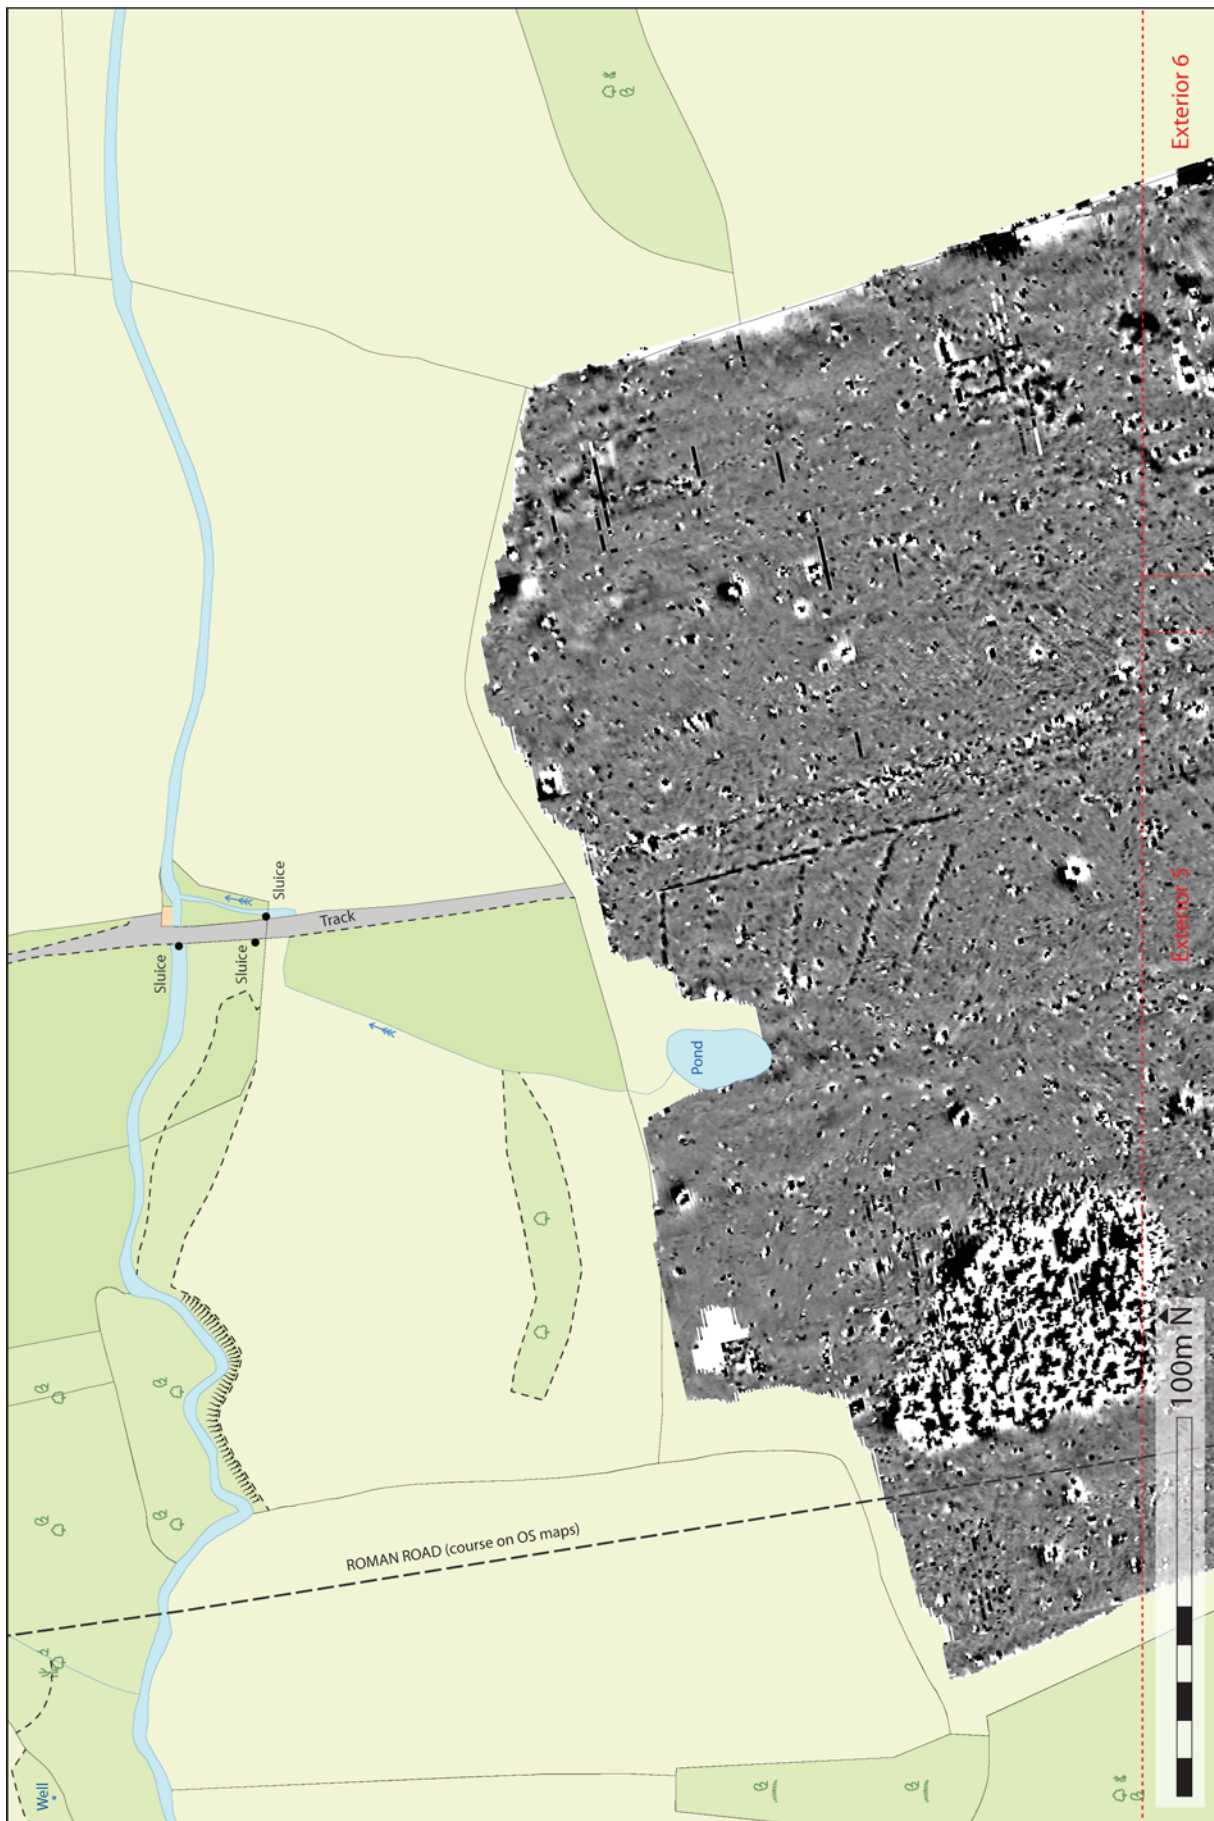 Exterior 6
Sluice
Track
Sluice
Sluice
Exterior 5
Pond
100m N
ROMAN ROAD (course on OS maps)
Well